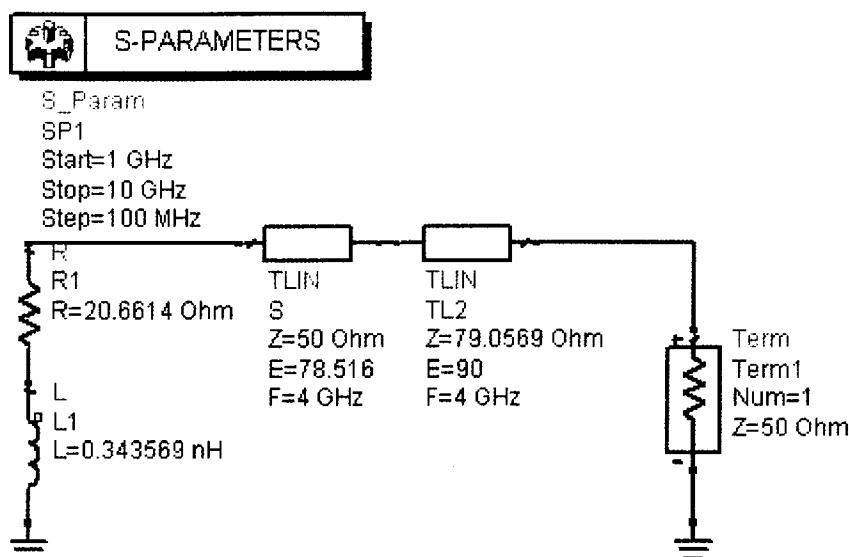 S-PARAMETERS
S_Param
SP1
Start=1 GHz
Stop=10 GHz
Step=100 MHz
R
R1
R=20.6614 Ohm
L
L1
L=0.343569 nH
TLIN
S
Z=50 Ohm
E=78.516
F=4 GHz
TLIN
TL2
Z=79.0569 Ohm
E=90
F=4 GHz
Term
Term1
Num=1
Z=50 Ohm